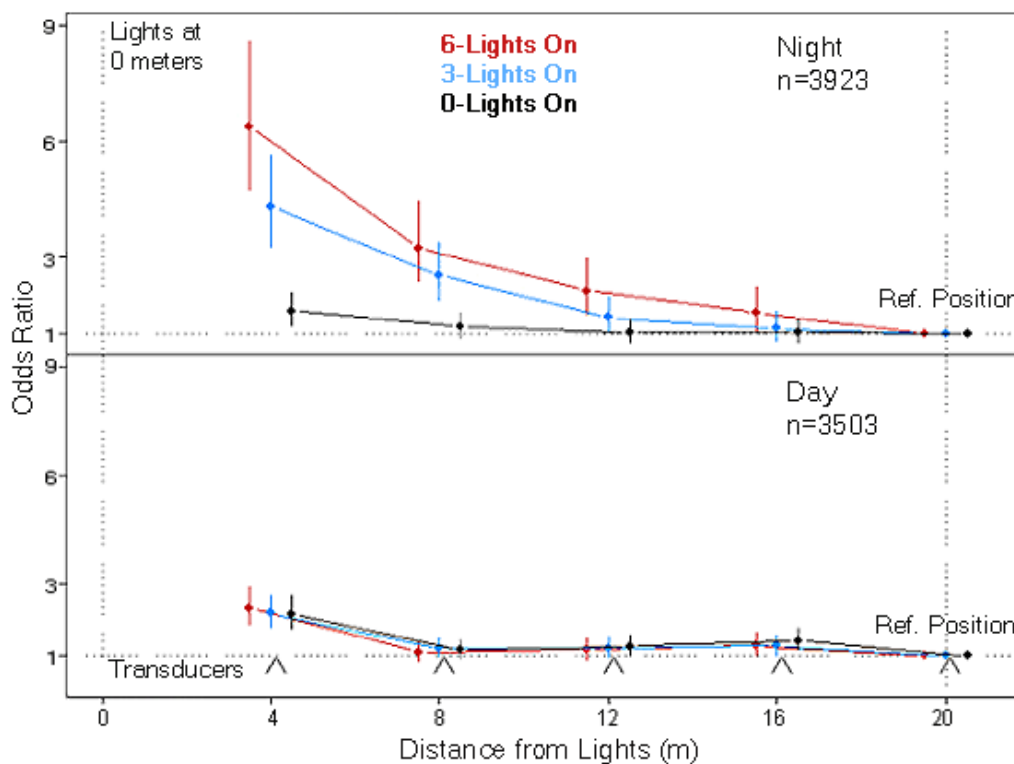 9
Lights at
0 meters
6-Lights On
3-Lights On
0-Lights On
Night
n=3923
6
3
Ref. Position
1
Odds Ratio
9
Day
n=3503
6
3
Ref. Position
1
Transducers
0
4
8
12
16
20
Distance from Lights (m)